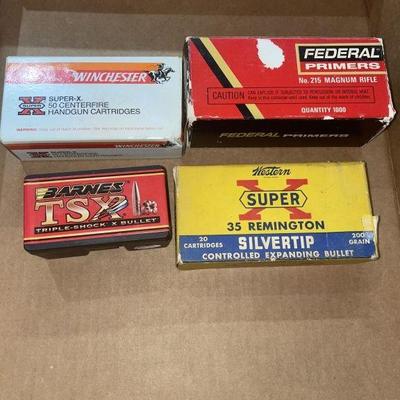 WINCHESTER
SUPER
X
SUPER-X
50 CENTERFIRE
HANDGUN CARTRIDGES
FEDERAL
PRIMERS
No. 215 MAGNUM RIFLE
CAUTION
QUANTITY 1000
FEDERAL PRIMERS
BARNES
TSX
TRIPLE-SHOCK X BULLET
Western
SUPER X
35 REMINGTON
20 CARTRIDGES
SILVERTIP
200 GRAIN
CONTROLLED EXPANDING BULLET